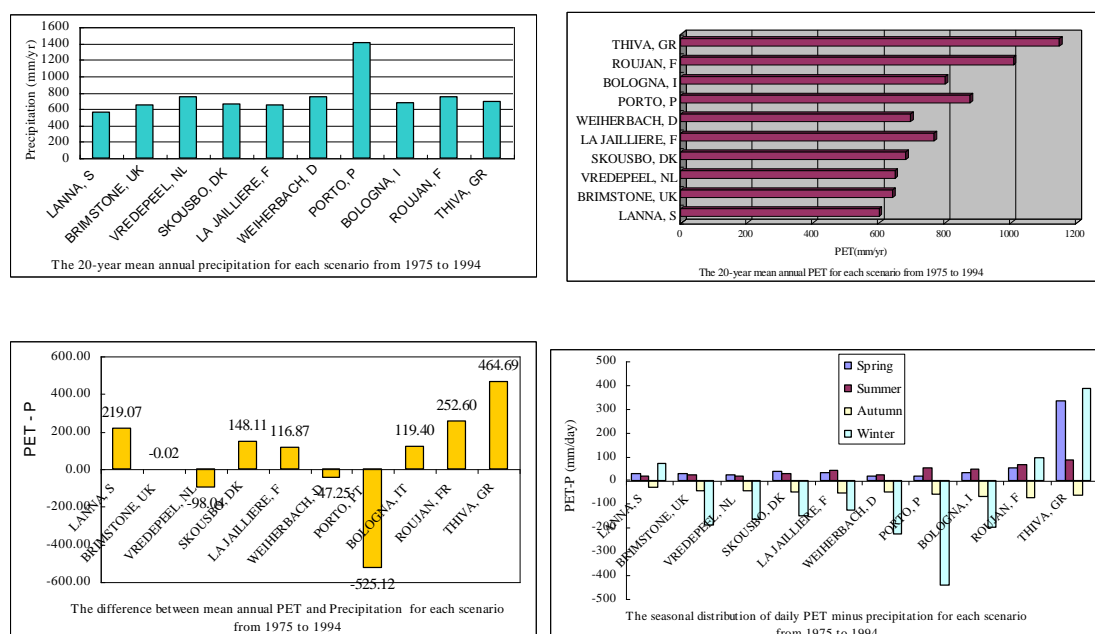 1600
1400
1200
1000
800
600
400
200
0
Precipitation (mm/yr)
LANNA, S
BRIMSTONE, UK
VREDEPEEL, NL
SKOUSBO, DK
LA JAILLIERE, F
WEIHERBACH, D
PORTO, P
BOLOGNA, I
ROUJAN, F
THIVA, GR
The 20-year mean annual precipitation for each scenario from 1975 to 1994
THIVA, GR
ROUJAN, F
BOLOGNA, I
PORTO, P
WEIHERBACH, D
LA JAILLIERE, F
SKOUSBO, DK
VREDEPEEL, NL
BRIMSTONE, UK
LANNA, S
0 200 400 600 800 1000 1200
PET(mm/yr)
The 20-year mean annual PET for each scenario from 1975 to 1994
600.00
400.00
200.00
0.00
-200.00
-400.00
-600.00
PET - P
219.07
-0.02
-98.04
148.11
116.87
-47.25
-525.12
119.40
252.60
464.69
LANNA, S
BRIMSTONE, UK
VREDEPEEL, NL
SKOUSBO, DK
LA JAILLIERE, F
WEIHERBACH, D
PORTO, PT
BOLOGNA, IT
ROUJAN, FR
THIVA, GR
The difference between mean annual PET and Precipitation for each scenario
from 1975 to 1994
500
400
300
200
100
0
-100
-200
-300
-400
-500
PET-P (mm/day)
Spring
Summer
Autumn
Winter
LANNA, S
BRIMSTONE, UK
VREDEPEEL, NL
SKOUSBO, DK
LA JAILLIERE, F
WEIHERBACH, D
PORTO, P
BOLOGNA, I
ROUJAN, F
THIVA, GR
The seasonal distribution of daily PET minus precipitation for each scenario
from 1975 to 1994